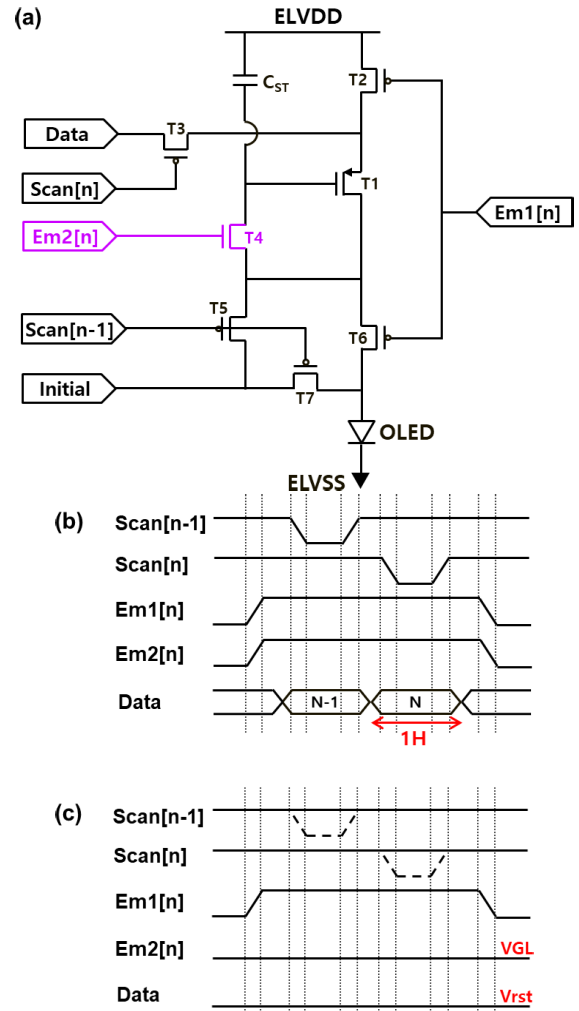 (a)
ELVDD
C_ST
T2
Data
T3
Scan[n]
T1
Em1[n]
Em2[n]
T4
T5
Scan[n-1]
T6
Initial
T7
OLED
ELVSS
(b)
Scan[n-1]
Scan[n]
Em1[n]
Em2[n]
Data
N-1
N
1H
(c)
Scan[n-1]
Scan[n]
Em1[n]
Em2[n]
VGL
Data
Vrst